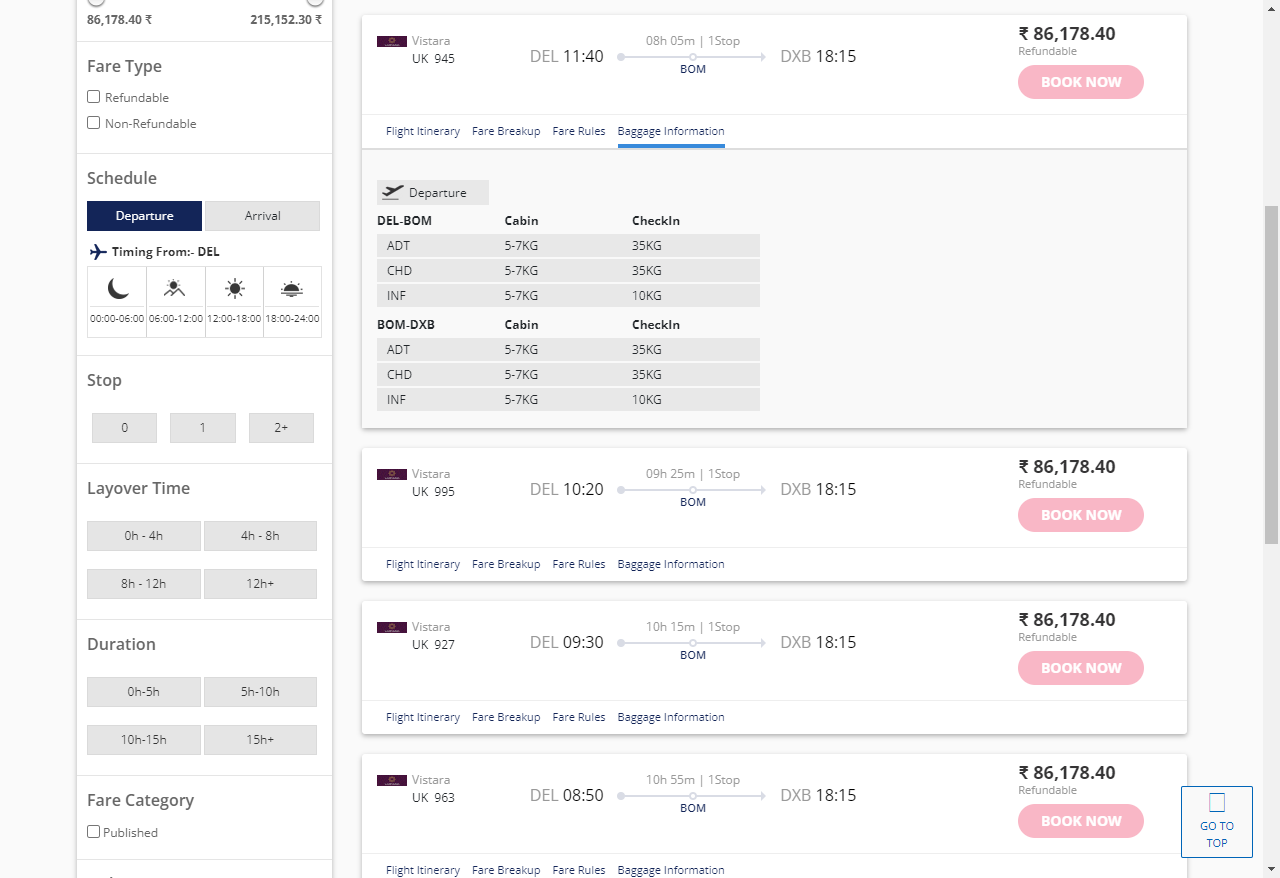 86,178.40 ₹ 215,152.30 ₹
Fare Type
Refundable
Non-Refundable
Schedule
Departure Arrival
Timing From:- DEL
00:00-06:00 06:00-12:00 12:00-18:00 18:00-24:00
Stop
0 1 2+
Layover Time
0h - 4h 4h - 8h
8h - 12h 12h+
Duration
0h-5h 5h-10h
10h-15h 15h+
Fare Category
Published
Vistara
UK 945
DEL 11:40
08h 05m | 1Stop
BOM
DXB 18:15
₹ 86,178.40
Refundable
BOOK NOW
Flight Itinerary Fare Breakup Fare Rules Baggage Information
Departure
DEL-BOM Cabin CheckIn
ADT 5-7KG 35KG
CHD 5-7KG 35KG
INF 5-7KG 10KG
BOM-DXB Cabin CheckIn
ADT 5-7KG 35KG
CHD 5-7KG 35KG
INF 5-7KG 10KG
Vistara
UK 995
DEL 10:20
09h 25m | 1Stop
BOM
DXB 18:15
₹ 86,178.40
Refundable
BOOK NOW
Flight Itinerary Fare Breakup Fare Rules Baggage Information
Vistara
UK 927
DEL 09:30
10h 15m | 1Stop
BOM
DXB 18:15
₹ 86,178.40
Refundable
BOOK NOW
Flight Itinerary Fare Breakup Fare Rules Baggage Information
Vistara
UK 963
DEL 08:50
10h 55m | 1Stop
BOM
DXB 18:15
₹ 86,178.40
Refundable
BOOK NOW
Flight Itinerary Fare Breakup Fare Rules Baggage Information
GO TO
TOP